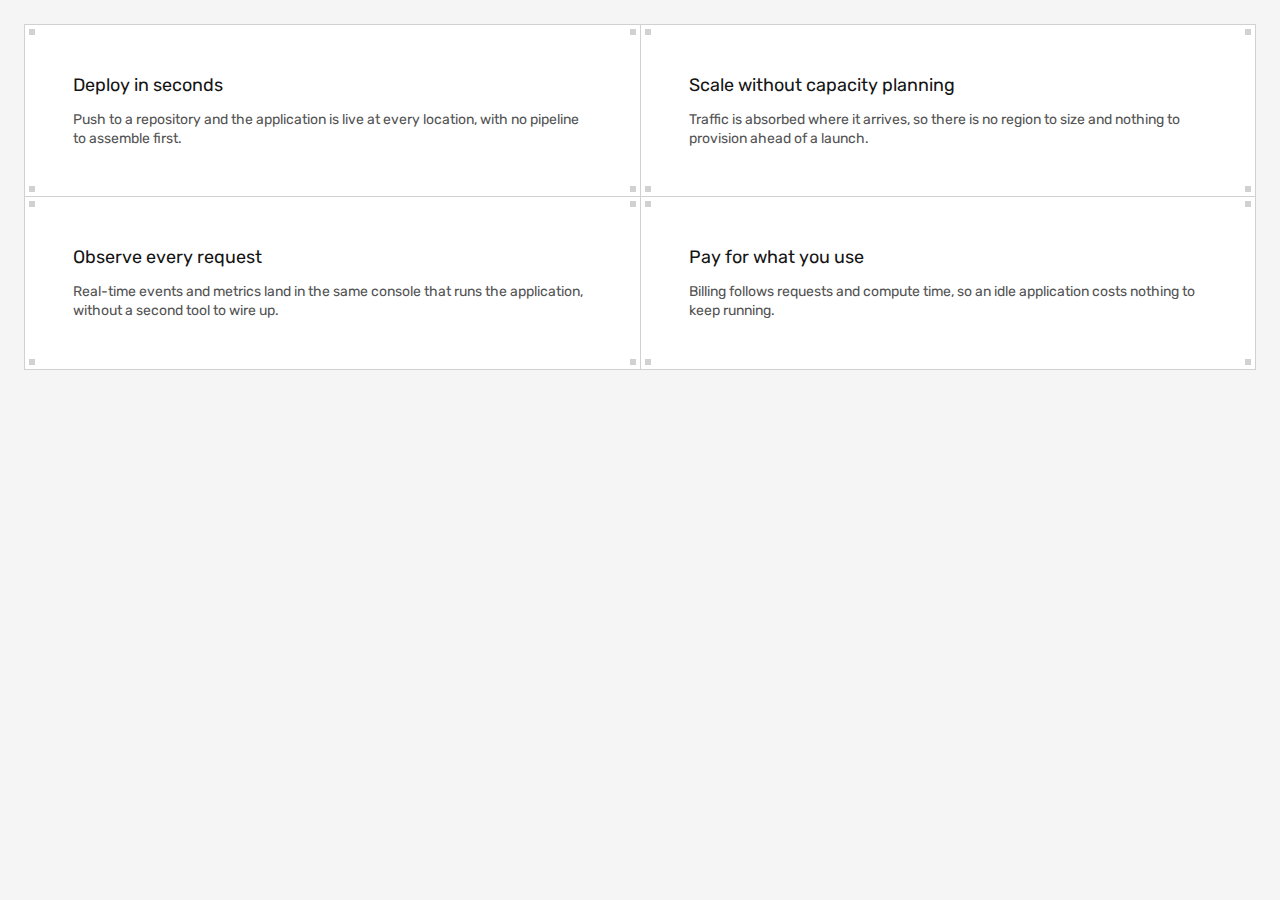 Deploy in seconds
Push to a repository and the application is live at every location, with no pipeline
to assemble first.
Scale without capacity planning
Traffic is absorbed where it arrives, so there is no region to size and nothing to
provision ahead of a launch.
Observe every request
Real-time events and metrics land in the same console that runs the application,
without a second tool to wire up.
Pay for what you use
Billing follows requests and compute time, so an idle application costs nothing to
keep running.